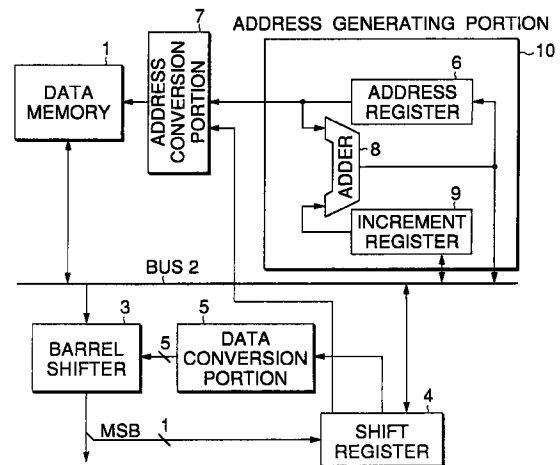 ADDRESS GENERATING PORTION
10
7
1
DATA
MEMORY
ADDRESS
CONVERSION
PORTION
6
ADDRESS
REGISTER
ADDER
8
9
INCREMENT
REGISTER
BUS 2
3
BARREL
SHIFTER
5
5
DATA
CONVERSION
PORTION
MSB
1
4
SHIFT
REGISTER